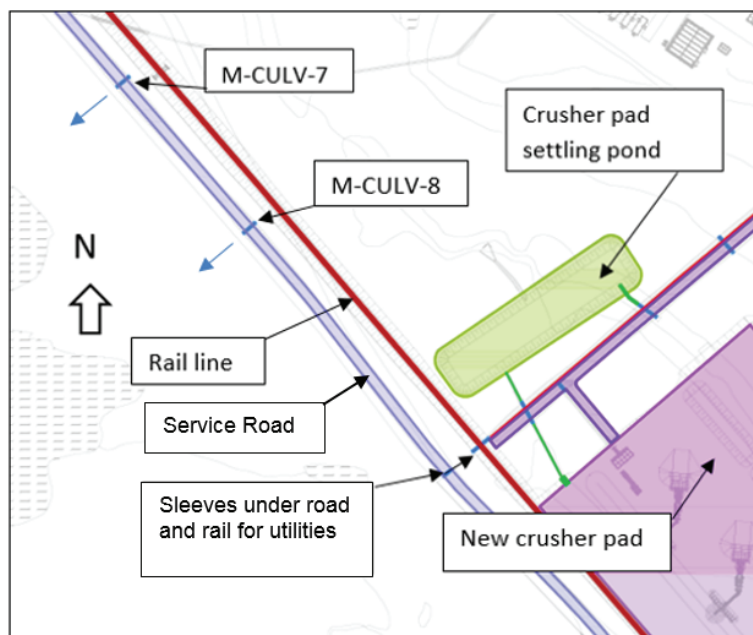 M-CULV-7
Crusher pad
settling pond
M-CULV-8
N
Rail line
Service Road
Sleeves under road
and rail for utilities
New crusher pad